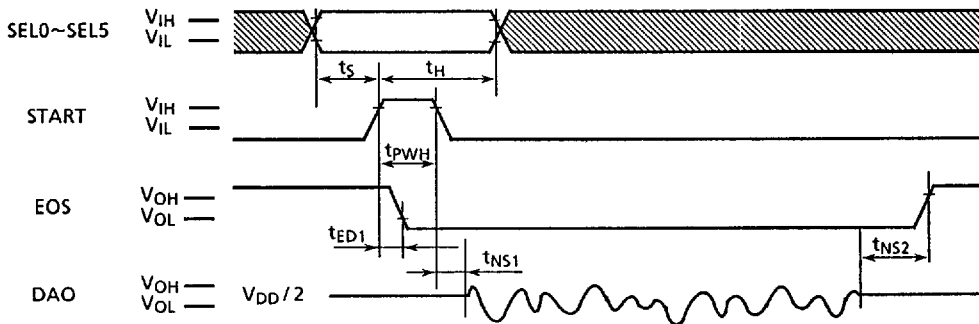 SEL0~SEL5 VIH
VIL
tS tH
START VIH
VIL
tPWH
EOS VOH
VOL
tED1 tNS2
tNS1
DAO VOH VDD/2
VOL